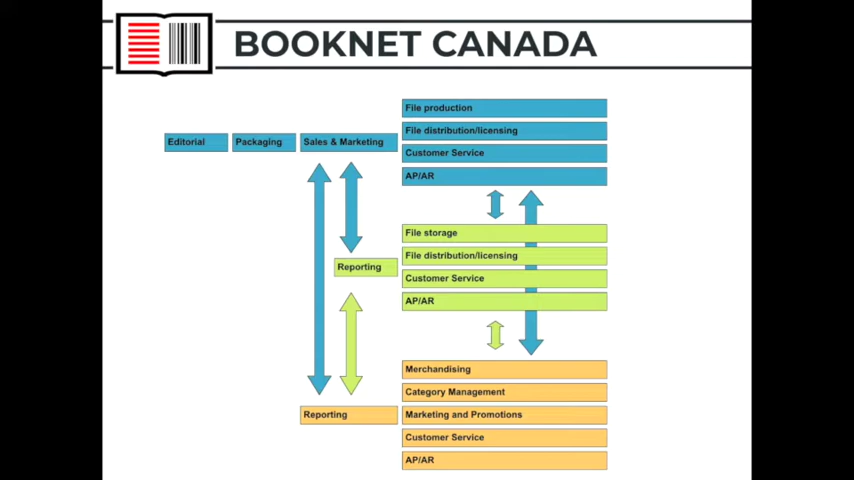 BOOKNET CANADA
File production
File distribution/licensing
Editorial
Packaging
Sales & Marketing
Customer Service
AP/AR
File storage
File distribution/licensing
Reporting
Customer Service
AP/AR
Merchandising
Category Management
Reporting
Marketing and Promotions
Customer Service
AP/AR